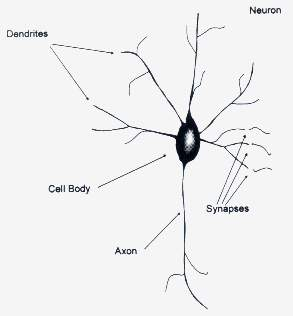 Neuron
Dendrites
Cell Body
Synapses
Axon